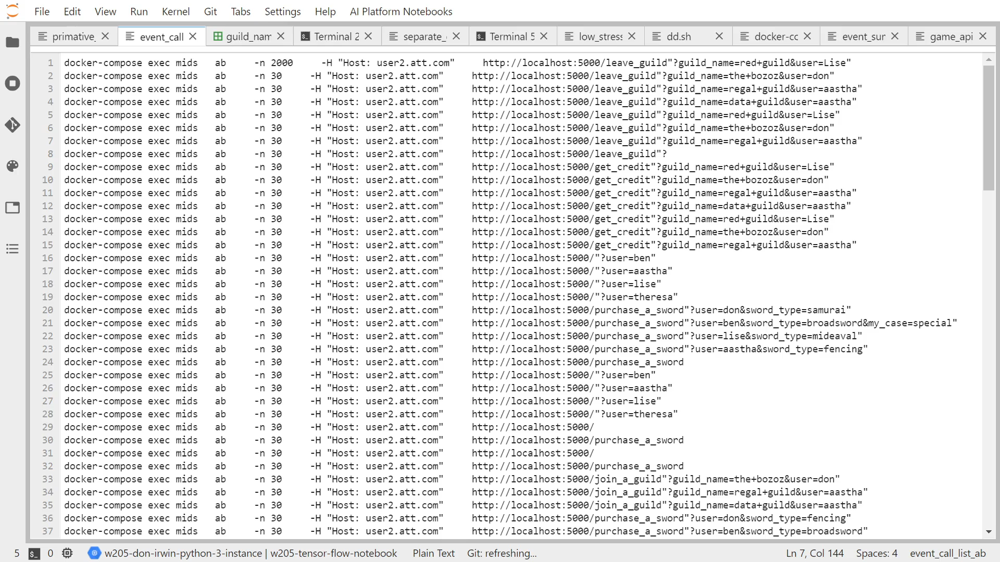 File Edit View Run Kernel Git Tabs Settings Help AI Platform Notebooks
primative_ event_call guild_nam Terminal 2 separate_ Terminal 5 low_stress dd.sh docker-cc event_sur game_api
1 docker-compose exec mids ab -n 2000 -H "Host: user2.att.com" http://localhost:5000/leave_guild"?guild_name=red+guild&user=Lise"
2 docker-compose exec mids ab -n 30 -H "Host: user2.att.com" http://localhost:5000/leave_guild"?guild_name=the+bozoz&user=don"
3 docker-compose exec mids ab -n 30 -H "Host: user2.att.com" http://localhost:5000/leave_guild"?guild_name=regal+guild&user=aastha"
4 docker-compose exec mids ab -n 30 -H "Host: user2.att.com" http://localhost:5000/leave_guild"?guild_name=data+guild&user=aastha"
5 docker-compose exec mids ab -n 30 -H "Host: user2.att.com" http://localhost:5000/leave_guild"?guild_name=red+guild&user=Lise"
6 docker-compose exec mids ab -n 30 -H "Host: user2.att.com" http://localhost:5000/leave_guild"?guild_name=the+bozoz&user=don"
7 docker-compose exec mids ab -n 30 -H "Host: user2.att.com" http://localhost:5000/leave_guild"?guild_name=regal+guild&user=aastha"
8 docker-compose exec mids ab -n 30 -H "Host: user2.att.com" http://localhost:5000/leave_guild"?
9 docker-compose exec mids ab -n 30 -H "Host: user2.att.com" http://localhost:5000/get_credit"?guild_name=red+guild&user=Lise"
10 docker-compose exec mids ab -n 30 -H "Host: user2.att.com" http://localhost:5000/get_credit"?guild_name=the+bozoz&user=don"
11 docker-compose exec mids ab -n 30 -H "Host: user2.att.com" http://localhost:5000/get_credit"?guild_name=regal+guild&user=aastha"
12 docker-compose exec mids ab -n 30 -H "Host: user2.att.com" http://localhost:5000/get_credit"?guild_name=data+guild&user=aastha"
13 docker-compose exec mids ab -n 30 -H "Host: user2.att.com" http://localhost:5000/get_credit"?guild_name=red+guild&user=Lise"
14 docker-compose exec mids ab -n 30 -H "Host: user2.att.com" http://localhost:5000/get_credit"?guild_name=the+bozoz&user=don"
15 docker-compose exec mids ab -n 30 -H "Host: user2.att.com" http://localhost:5000/get_credit"?guild_name=regal+guild&user=aastha"
16 docker-compose exec mids ab -n 30 -H "Host: user2.att.com" http://localhost:5000/"?user=ben"
17 docker-compose exec mids ab -n 30 -H "Host: user2.att.com" http://localhost:5000/"?user=aastha"
18 docker-compose exec mids ab -n 30 -H "Host: user2.att.com" http://localhost:5000/"?user=lise"
19 docker-compose exec mids ab -n 30 -H "Host: user2.att.com" http://localhost:5000/"?user=theresa"
20 docker-compose exec mids ab -n 30 -H "Host: user2.att.com" http://localhost:5000/purchase_a_sword"?user=don&sword_type=samurai"
21 docker-compose exec mids ab -n 30 -H "Host: user2.att.com" http://localhost:5000/purchase_a_sword"?user=ben&sword_type=broadsword&my_case=special"
22 docker-compose exec mids ab -n 30 -H "Host: user2.att.com" http://localhost:5000/purchase_a_sword"?user=lise&sword_type=mideaval"
23 docker-compose exec mids ab -n 30 -H "Host: user2.att.com" http://localhost:5000/purchase_a_sword"?user=aastha&sword_type=fencing"
24 docker-compose exec mids ab -n 30 -H "Host: user2.att.com" http://localhost:5000/purchase_a_sword
25 docker-compose exec mids ab -n 30 -H "Host: user2.att.com" http://localhost:5000/"?user=ben"
26 docker-compose exec mids ab -n 30 -H "Host: user2.att.com" http://localhost:5000/"?user=aastha"
27 docker-compose exec mids ab -n 30 -H "Host: user2.att.com" http://localhost:5000/"?user=lise"
28 docker-compose exec mids ab -n 30 -H "Host: user2.att.com" http://localhost:5000/"?user=theresa"
29 docker-compose exec mids ab -n 30 -H "Host: user2.att.com" http://localhost:5000/
30 docker-compose exec mids ab -n 30 -H "Host: user2.att.com" http://localhost:5000/purchase_a_sword
31 docker-compose exec mids ab -n 30 -H "Host: user2.att.com" http://localhost:5000/
32 docker-compose exec mids ab -n 30 -H "Host: user2.att.com" http://localhost:5000/purchase_a_sword
33 docker-compose exec mids ab -n 30 -H "Host: user2.att.com" http://localhost:5000/join_a_guild"?guild_name=the+bozoz&user=don"
34 docker-compose exec mids ab -n 30 -H "Host: user2.att.com" http://localhost:5000/join_a_guild"?guild_name=regal+guild&user=aastha"
35 docker-compose exec mids ab -n 30 -H "Host: user2.att.com" http://localhost:5000/join_a_guild"?guild_name=data+guild&user=aastha"
36 docker-compose exec mids ab -n 30 -H "Host: user2.att.com" http://localhost:5000/purchase_a_sword"?user=don&sword_type=fencing"
37 docker-compose exec mids ab -n 30 -H "Host: user2.att.com" http://localhost:5000/purchase_a_sword"?user=ben&sword_type=broadsword"
5 $_ 0 w205-don-irwin-python-3-instance | w205-tensor-flow-notebook Plain Text Git: refreshing... Ln 7, Col 144 Spaces: 4 event_call_list_ab